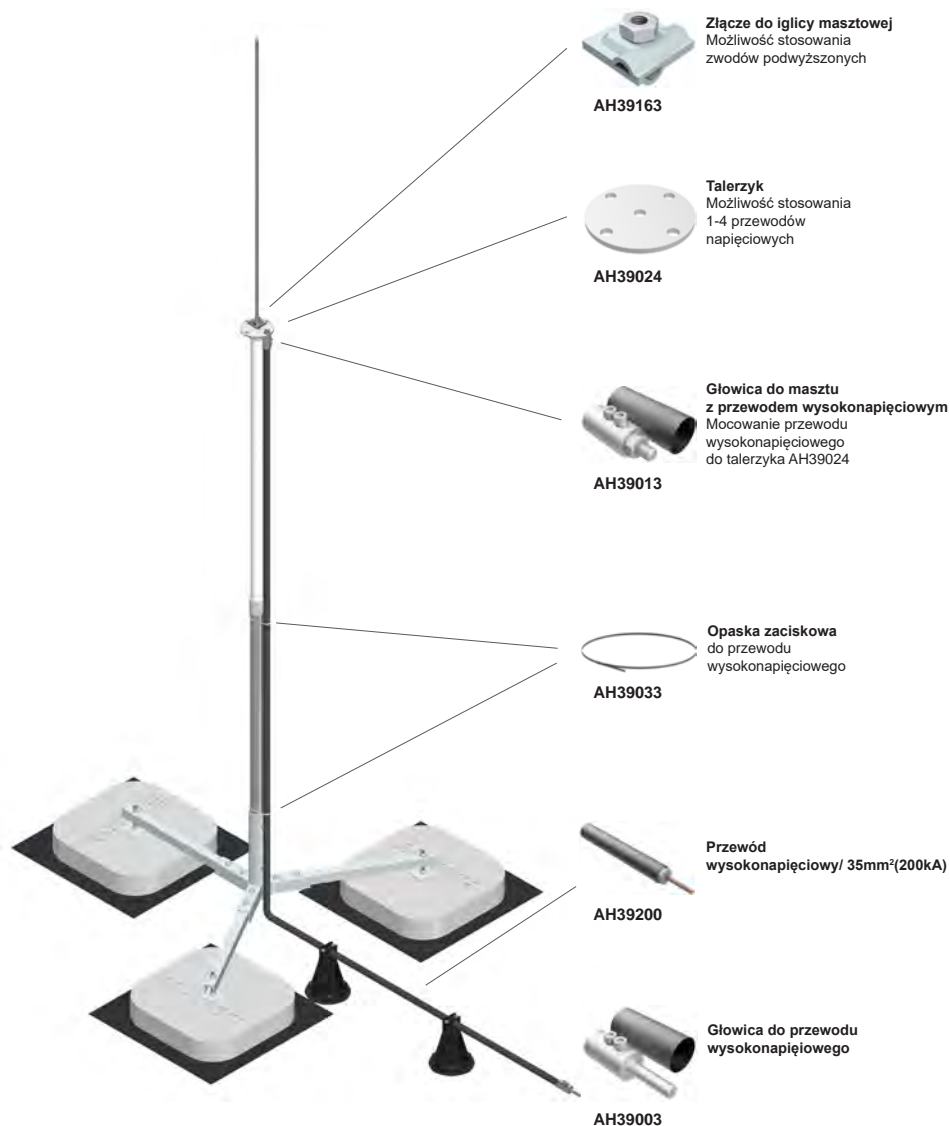 Złącze do iglicy masztowej
Możliwość stosowania
zwodów podwyższonych
AH39163
Talerzyk
Możliwość stosowania
1-4 przewodów
napięciowych
AH39024
Głowica do masztu
z przewodem wysokonapięciowym
Mocowanie przewodu
wysokonapięciowego
do talerzyka AH39024
AH39013
Opaska zaciskowa
do przewodu
wysokonapięciowego
AH39033
Przewód
wysokonapięciowy/ 35mm²(200kA)
AH39200
Głowica do przewodu
wysokonapięiowego
AH39003